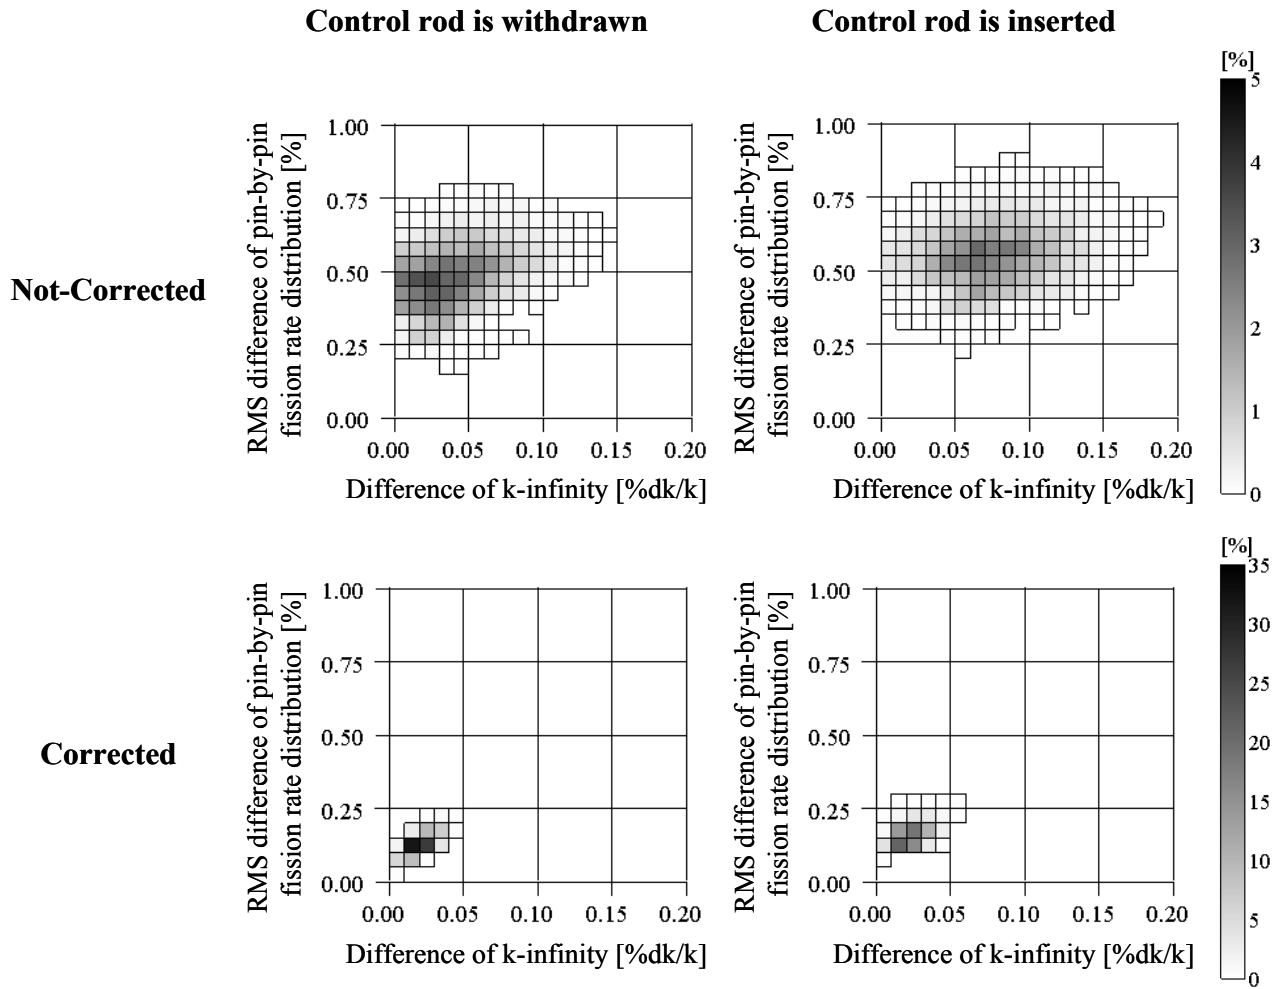 Control rod is withdrawn
Control rod is inserted
Not-Corrected
RMS difference of pin-by-pin
fission rate distribution [%]
1.00
0.75
0.50
0.25
0.00
0.00 0.05 0.10 0.15 0.20
Difference of k-infinity [%dk/k]
RMS difference of pin-by-pin
fission rate distribution [%]
1.00
0.75
0.50
0.25
0.00
0.00 0.05 0.10 0.15 0.20
Difference of k-infinity [%dk/k]
[%]
5
4
3
2
1
0
Corrected
RMS difference of pin-by-pin
fission rate distribution [%]
1.00
0.75
0.50
0.25
0.00
0.00 0.05 0.10 0.15 0.20
Difference of k-infinity [%dk/k]
RMS difference of pin-by-pin
fission rate distribution [%]
1.00
0.75
0.50
0.25
0.00
0.00 0.05 0.10 0.15 0.20
Difference of k-infinity [%dk/k]
[%]
35
30
25
20
15
10
5
0